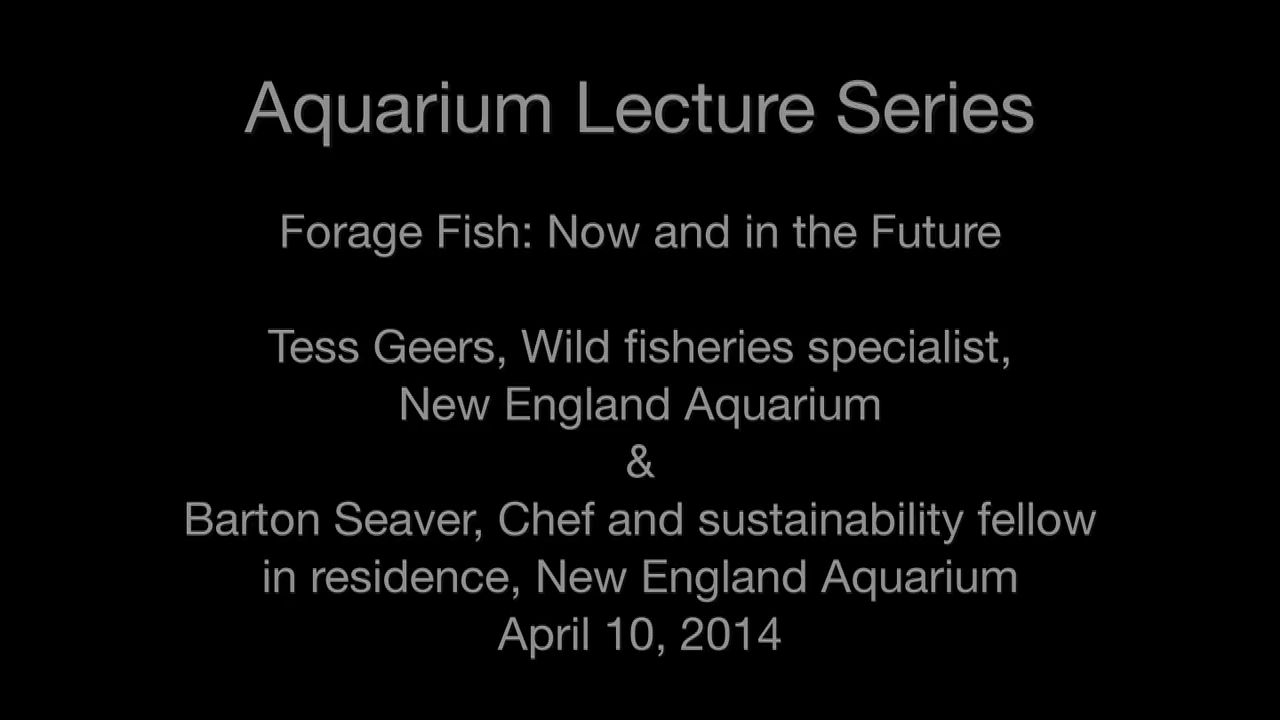 Aquarium Lecture Series
Forage Fish: Now and in the Future
Tess Geers, Wild fisheries specialist,
New England Aquarium
&
Barton Seaver, Chef and sustainability fellow
in residence, New England Aquarium
April 10, 2014